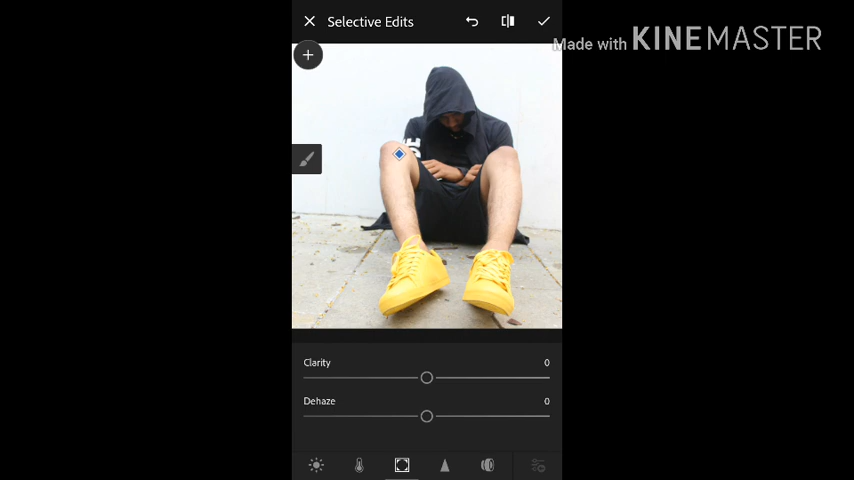 Selective Edits
Made with KINEMASTER
Clarity 0
Dehaze 0